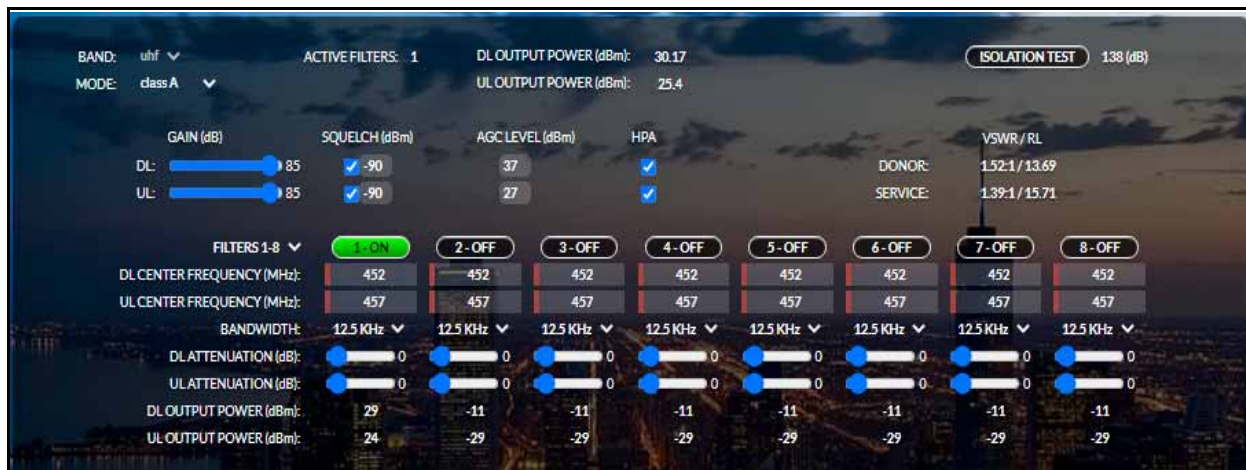 BAND: uhf ACTIVE FILTERS: 1 DL OUTPUT POWER (dBm): 30.17 ISOLATION TEST 138 (dB)
MODE: class A UL OUTPUT POWER (dBm): 25.4
GAIN (dB) SQUELCH (dBm) AGC LEVEL (dBm) HPA VSWR / RL
DL: 85 -90 37 DONOR: 1.52:1 / 13.69
UL: 85 -90 27 SERVICE: 1.39:1 / 15.71
FILTERS 1-8 1 - ON 2 - OFF 3 - OFF 4 - OFF 5 - OFF 6 - OFF 7 - OFF 8 - OFF
DL CENTER FREQUENCY (MHz): 452 452 452 452 452 452 452 452
UL CENTER FREQUENCY (MHz): 457 457 457 457 457 457 457 457
BANDWIDTH: 12.5 KHz 12.5 KHz 12.5 KHz 12.5 KHz 12.5 KHz 12.5 KHz 12.5 KHz 12.5 KHz
DL ATTENUATION (dB): 0 0 0 0 0 0 0 0
UL ATTENUATION (dB): 0 0 0 0 0 0 0 0
DL OUTPUT POWER (dBm): 29 -11 -11 -11 -11 -11 -11 -11
UL OUTPUT POWER (dBm): 24 -29 -29 -29 -29 -29 -29 -29